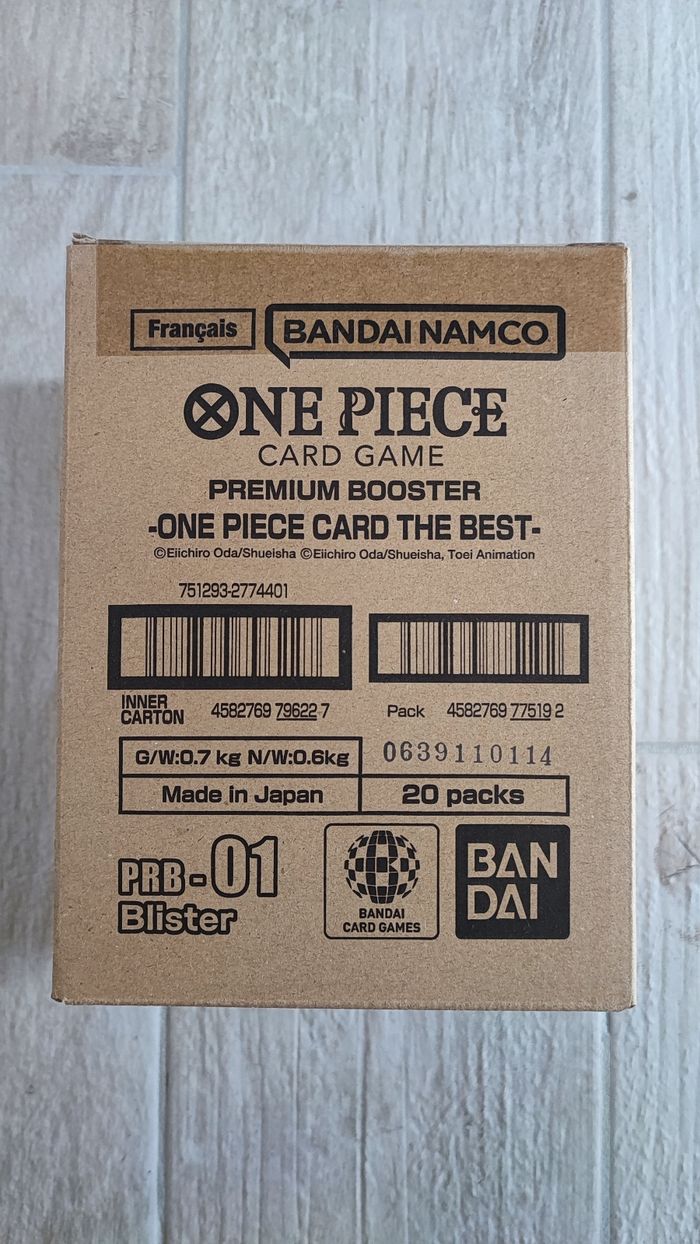 Français BANDAI NAMCO
ONE PIECE
CARD GAME
PREMIUM BOOSTER
-ONE PIECE CARD THE BEST-
©Eiichiro Oda/Shueisha ©Eiichiro Oda/Shueisha, Toei Animation
751293-2774401
INNER CARTON 4582769 79622 7 Pack 4582769 77519 2
G/W:0.7 kg N/W:0.6kg 0639110114
Made in Japan 20 packs
PRB-01
Blister
BANDAI
CARD GAMES
BAN
DAI